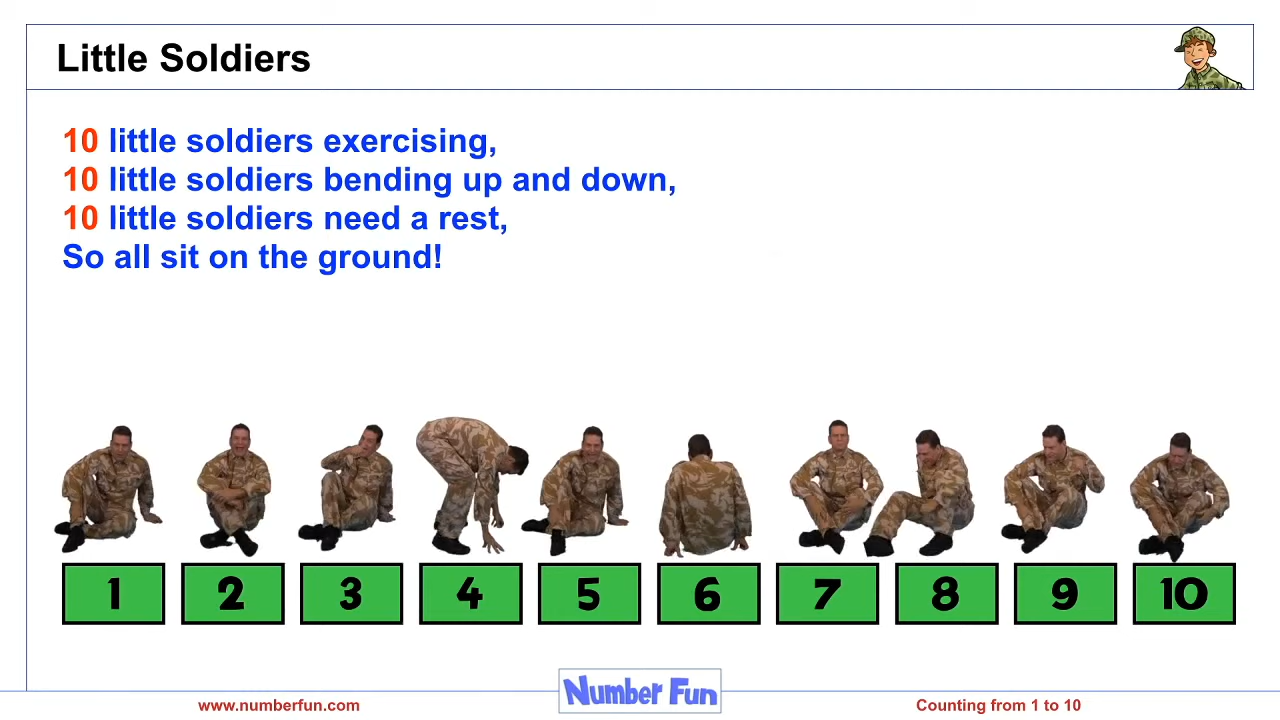 Little Soldiers
10 little soldiers exercising,
10 little soldiers bending up and down,
10 little soldiers need a rest,
So all sit on the ground!
1 2 3 4 5 6 7 8 9 10
www.numberfun.com
Number Fun
Counting from 1 to 10